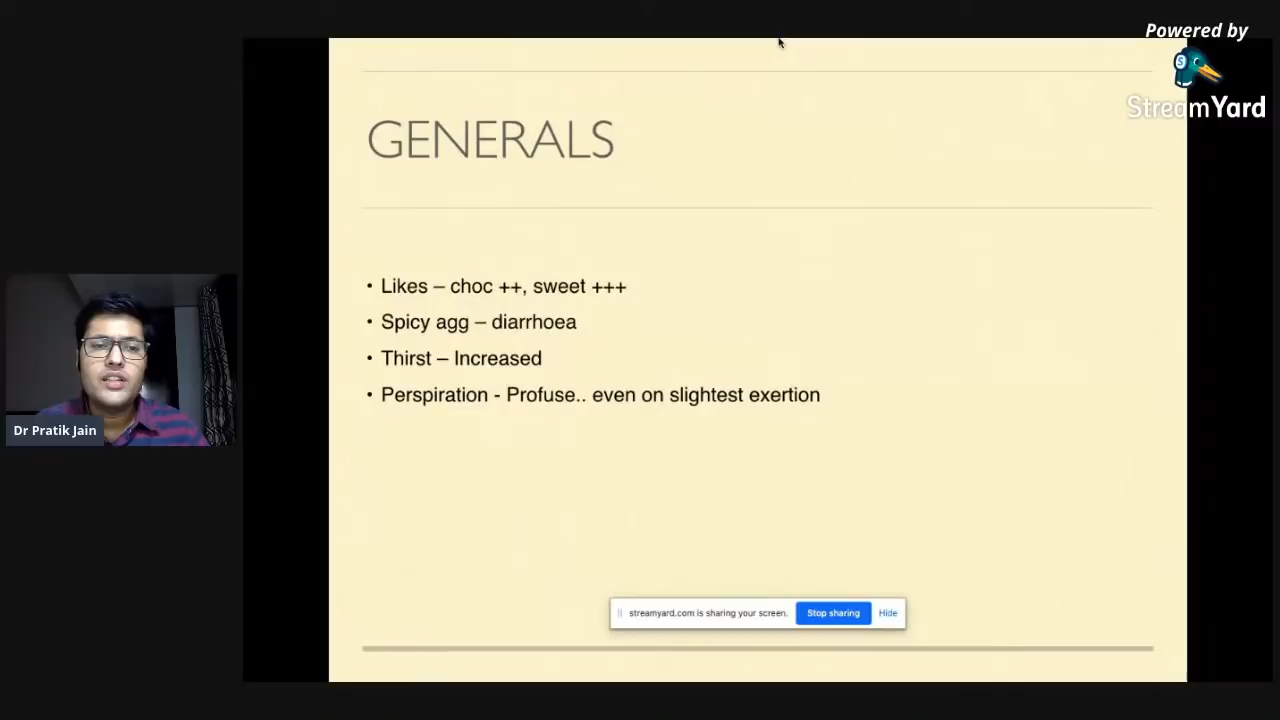 Powered by
StreamYard
GENERALS
• Likes – choc ++, sweet +++
• Spicy agg – diarrhoea
• Thirst – Increased
• Perspiration - Profuse.. even on slightest exertion
Dr Pratik Jain
streamyard.com is sharing your screen. Stop sharing Hide